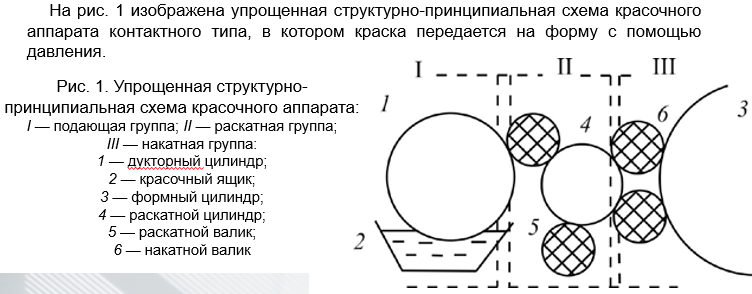 На рис. 1 изображена упрощенная структурно-принципиальная схема красочного
аппарата контактного типа, в котором краска передается на форму с помощью
давления.
Рис. 1. Упрощенная структурно-
принципиальная схема красочного аппарата:
I — подающая группа; II — раскатная группа;
III — накатная группа:
1 — дукторный цилиндр;
2 — красочный ящик;
3 — формный цилиндр;
4 — раскатной цилиндр;
5 — раскатной валик;
6 — накатной валик
I II III
1 4 6 3
2 5